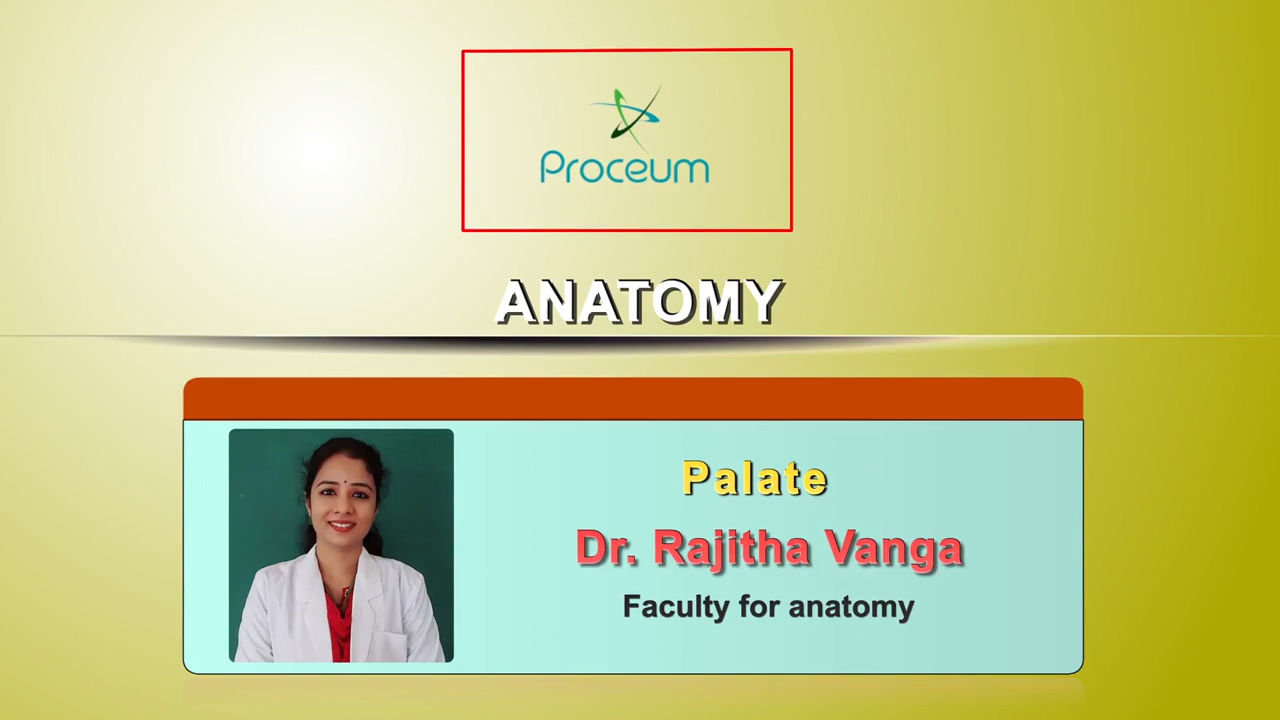 Proceum
ANATOMY
Palate
Dr. Rajitha Vanga
Faculty for anatomy